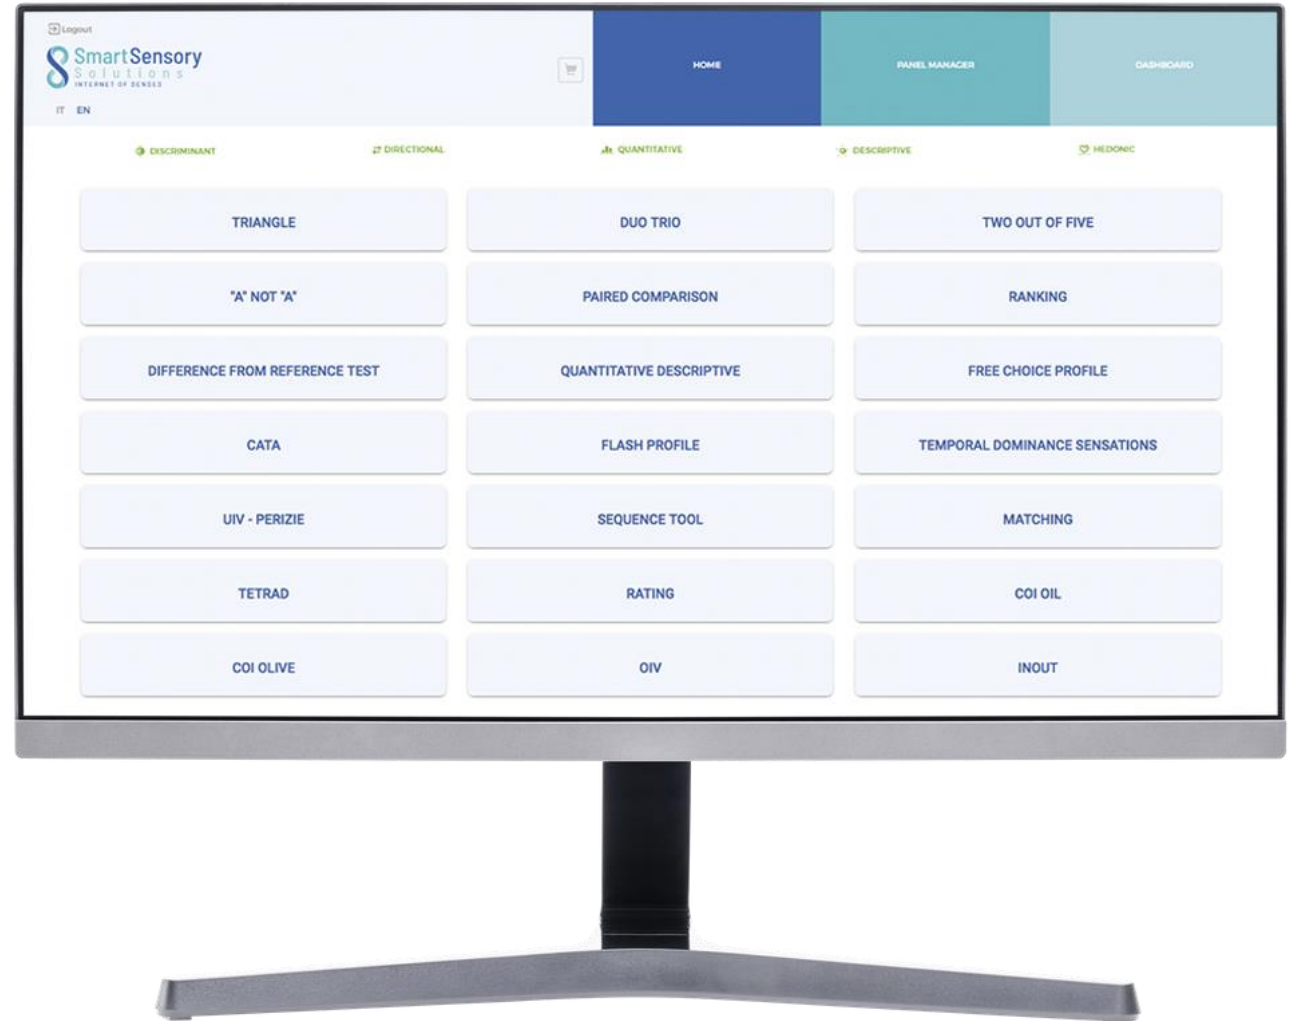 Logout
SmartSensory
Solutions
INTERNET OF SENSES
IT EN
HOME
PANEL MANAGER
DASHBOARD
DISCRIMINANT
DIRECTIONAL
QUANTITATIVE
DESCRIPTIVE
HEDONIC
TRIANGLE
DUO TRIO
TWO OUT OF FIVE
"A" NOT "A"
PAIRED COMPARISON
RANKING
DIFFERENCE FROM REFERENCE TEST
QUANTITATIVE DESCRIPTIVE
FREE CHOICE PROFILE
CATA
FLASH PROFILE
TEMPORAL DOMINANCE SENSATIONS
UIV - PERIZIE
SEQUENCE TOOL
MATCHING
TETRAD
RATING
COI OIL
COI OLIVE
OIV
INOUT